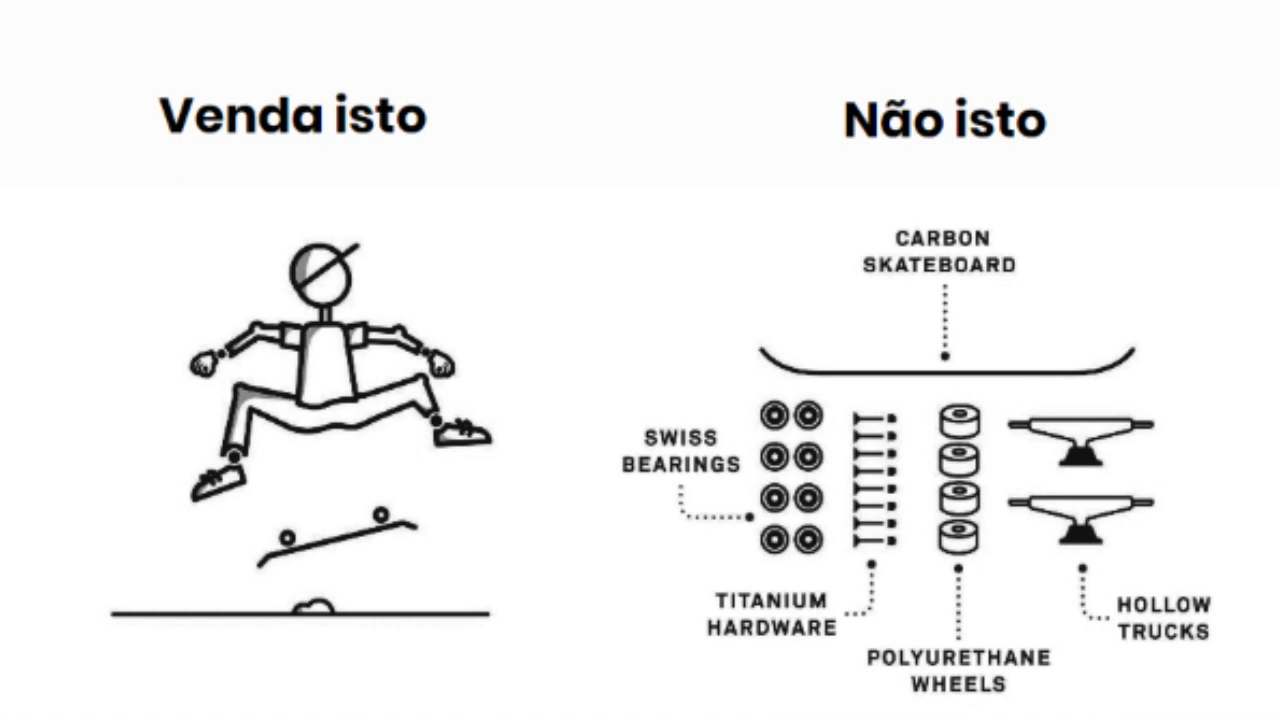 Venda isto
Não isto
CARBON
SKATEBOARD
SWISS
BEARINGS
TITANIUM
HARDWARE
POLYURETHANE
WHEELS
HOLLOW
TRUCKS